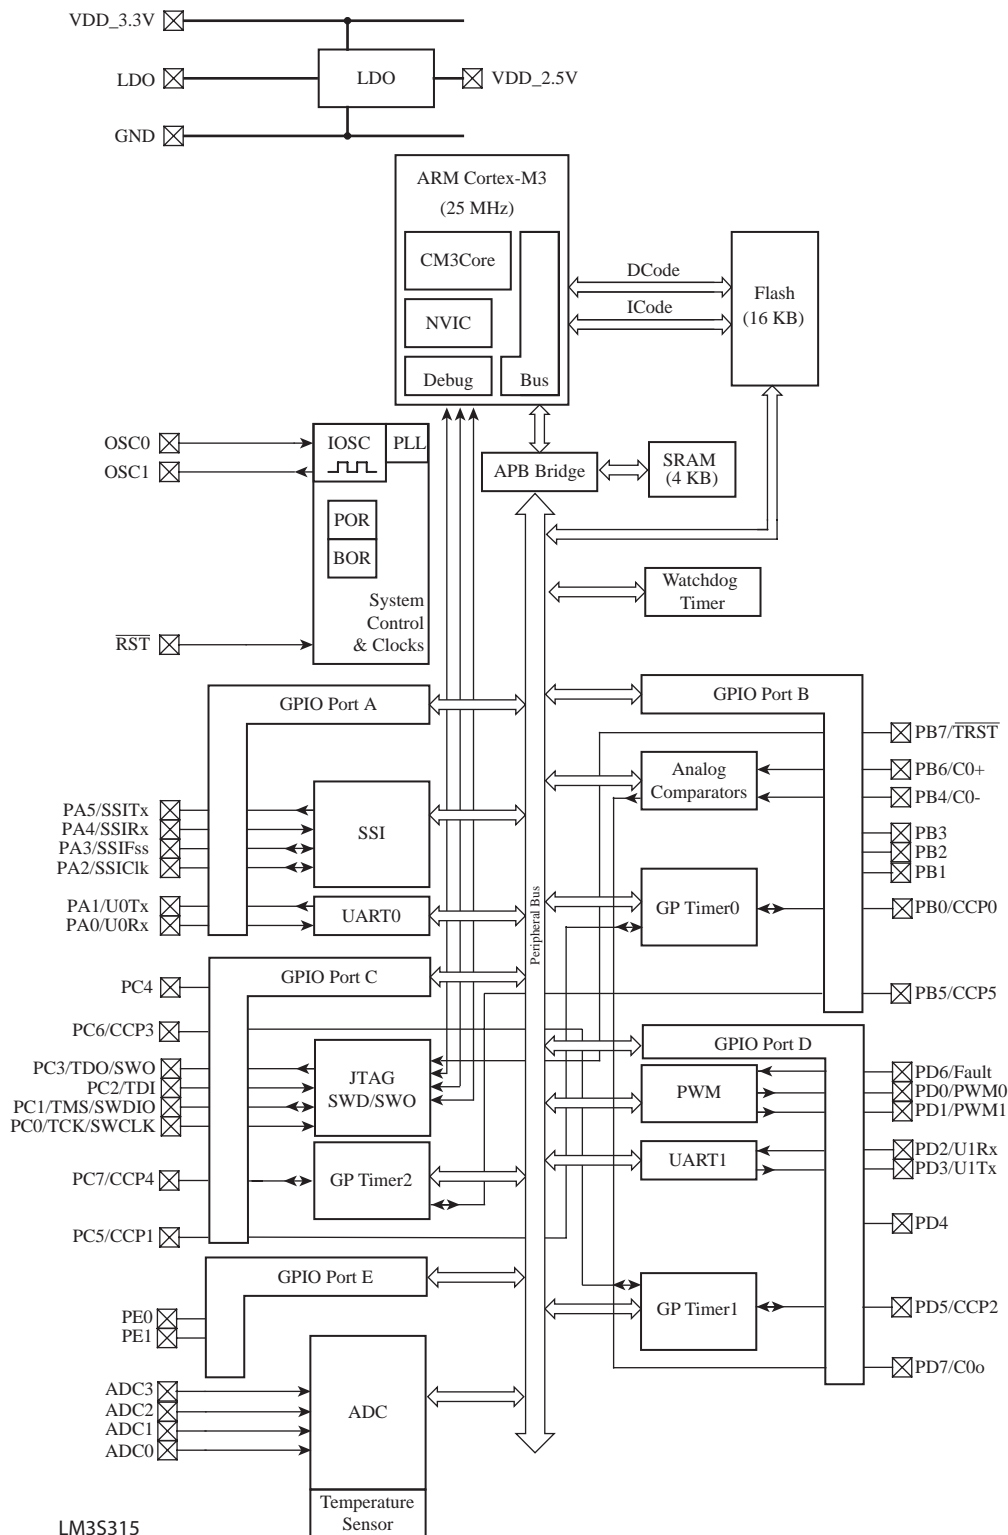 VDD_3.3V
LDO
LDO
VDD_2.5V
GND
ARM Cortex-M3
(25 MHz)
CM3Core
NVIC
Debug
Bus
DCode
ICode
Flash
(16 KB)
OSC0
OSC1
IOSC
PLL
POR
BOR
System
Control
& Clocks
RST
APB Bridge
SRAM
(4 KB)
Watchdog
Timer
Peripheral Bus
GPIO Port A
PA5/SSITx
PA4/SSIRx
PA3/SSIFss
PA2/SSIClk
SSI
PA1/U0Tx
PA0/U0Rx
UART0
GPIO Port B
PB7/TRST
PB6/C0+
PB4/C0-
PB3
PB2
PB1
PB0/CCP0
PB5/CCP5
Analog
Comparators
GP Timer0
GPIO Port C
PC4
PC6/CCP3
PC3/TDO/SWO
PC2/TDI
PC1/TMS/SWDIO
PC0/TCK/SWCLK
JTAG
SWD/SWO
PC7/CCP4
GP Timer2
PC5/CCP1
GPIO Port D
PWM
UART1
PD6/Fault
PD0/PWM0
PD1/PWM1
PD2/U1Rx
PD3/U1Tx
PD4
GP Timer1
PD5/CCP2
PD7/C0o
GPIO Port E
PE0
PE1
ADC3
ADC2
ADC1
ADC0
ADC
Temperature
Sensor
LM3S315